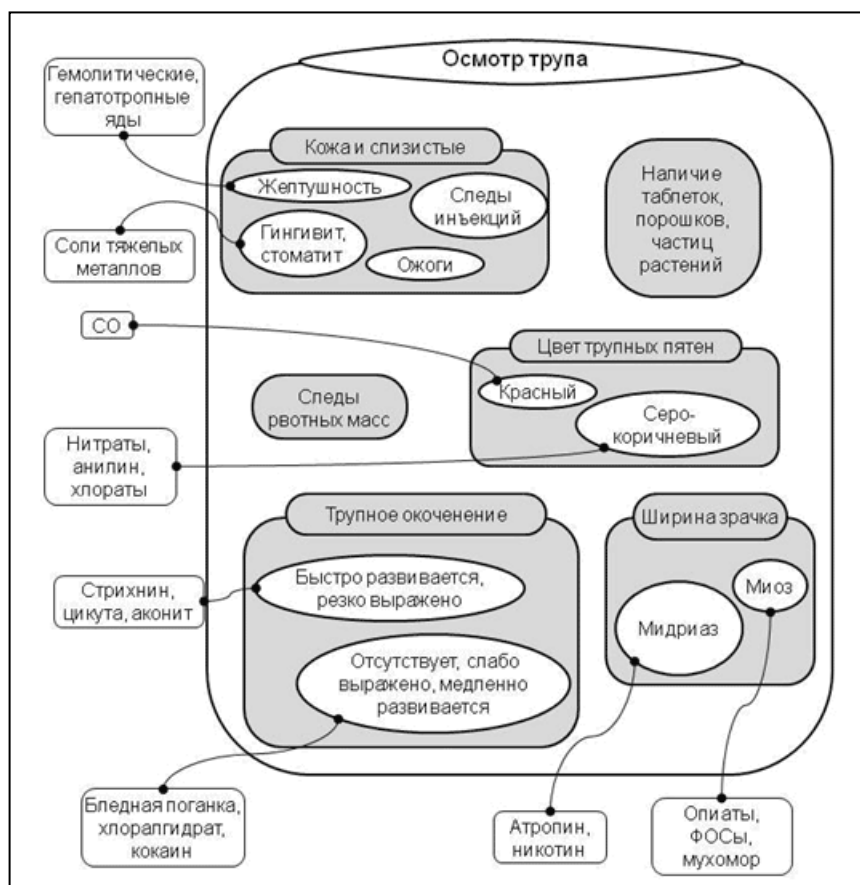 Осмотр трупа
Гемолитические,
гепатотропные
яды
Кожа и слизистые
Желтушность
Следы
инъекций
Гингивит,
стоматит
Ожоги
Наличие
таблеток,
порошков,
частиц
растений
Соли тяжелых
металлов
СО
Цвет трупных пятен
Красный
Серо-
коричневый
Следы
рвотных масс
Нитраты,
анилин,
хлораты
Трупное окоченение
Быстро развивается,
резко выражено
Отсутствует, слабо
выражено, медленно
развивается
Ширина зрачка
Миоз
Мидриаз
Стрихнин,
цикута, аконит
Бледная поганка,
хлоралгидрат,
кокаин
Атропин,
никотин
Опиаты,
ФОСы,
мухомор